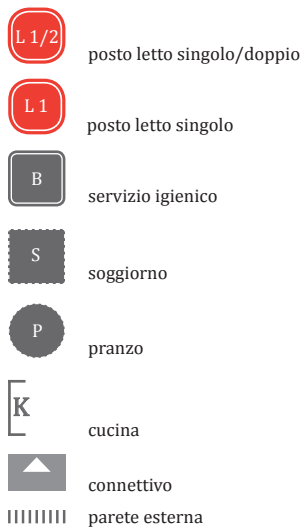 L 1/2
posto letto singolo/doppio
L 1
posto letto singolo
B
servizio igienico
S
soggiorno
P
pranzo
K
cucina
connettivo
parete esterna